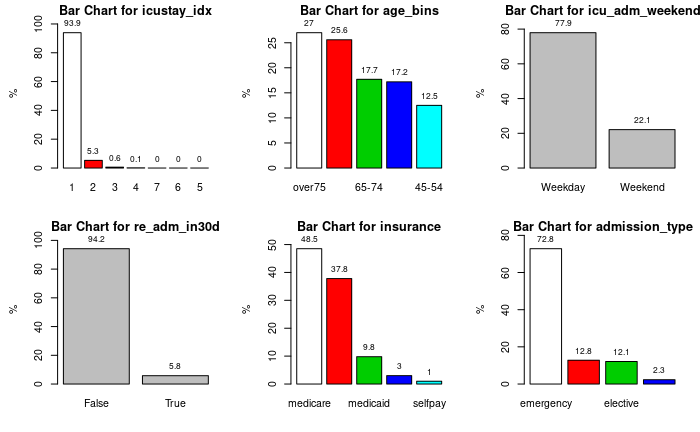 Bar Chart for icustay_idx
%
0 20 40 60 80 100
93.9 5.3 0.6 0.1 0 0 0
1 2 3 4 7 6 5
Bar Chart for age_bins
%
0 5 10 15 20 25
27 25.6 17.7 17.2 12.5
over75 65-74 45-54
Bar Chart for icu_adm_weekend
%
0 20 40 60 80
77.9 22.1
Weekday Weekend
Bar Chart for re_adm_in30d
%
0 20 40 60 80 100
94.2 5.8
False True
Bar Chart for insurance
%
0 10 20 30 40 50
48.5 37.8 9.8 3 1
medicare medicaid selfpay
Bar Chart for admission_type
%
0 20 40 60 80
72.8 12.8 12.1 2.3
emergency elective